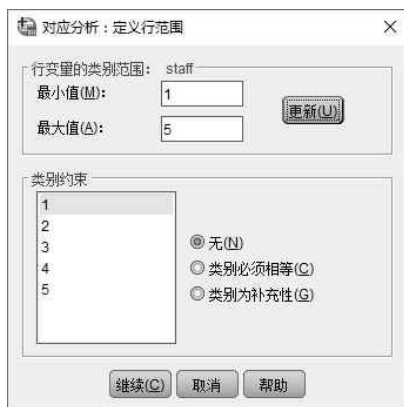 对应分析：定义行范围
行变量的类别范围： staff
最小值(M)： 1
更新(U)
最大值(A)： 5
类别约束
1
2
3
4
5
无(N)
类别必须相等(C)
类别为补充性(G)
继续(C) 取消 帮助